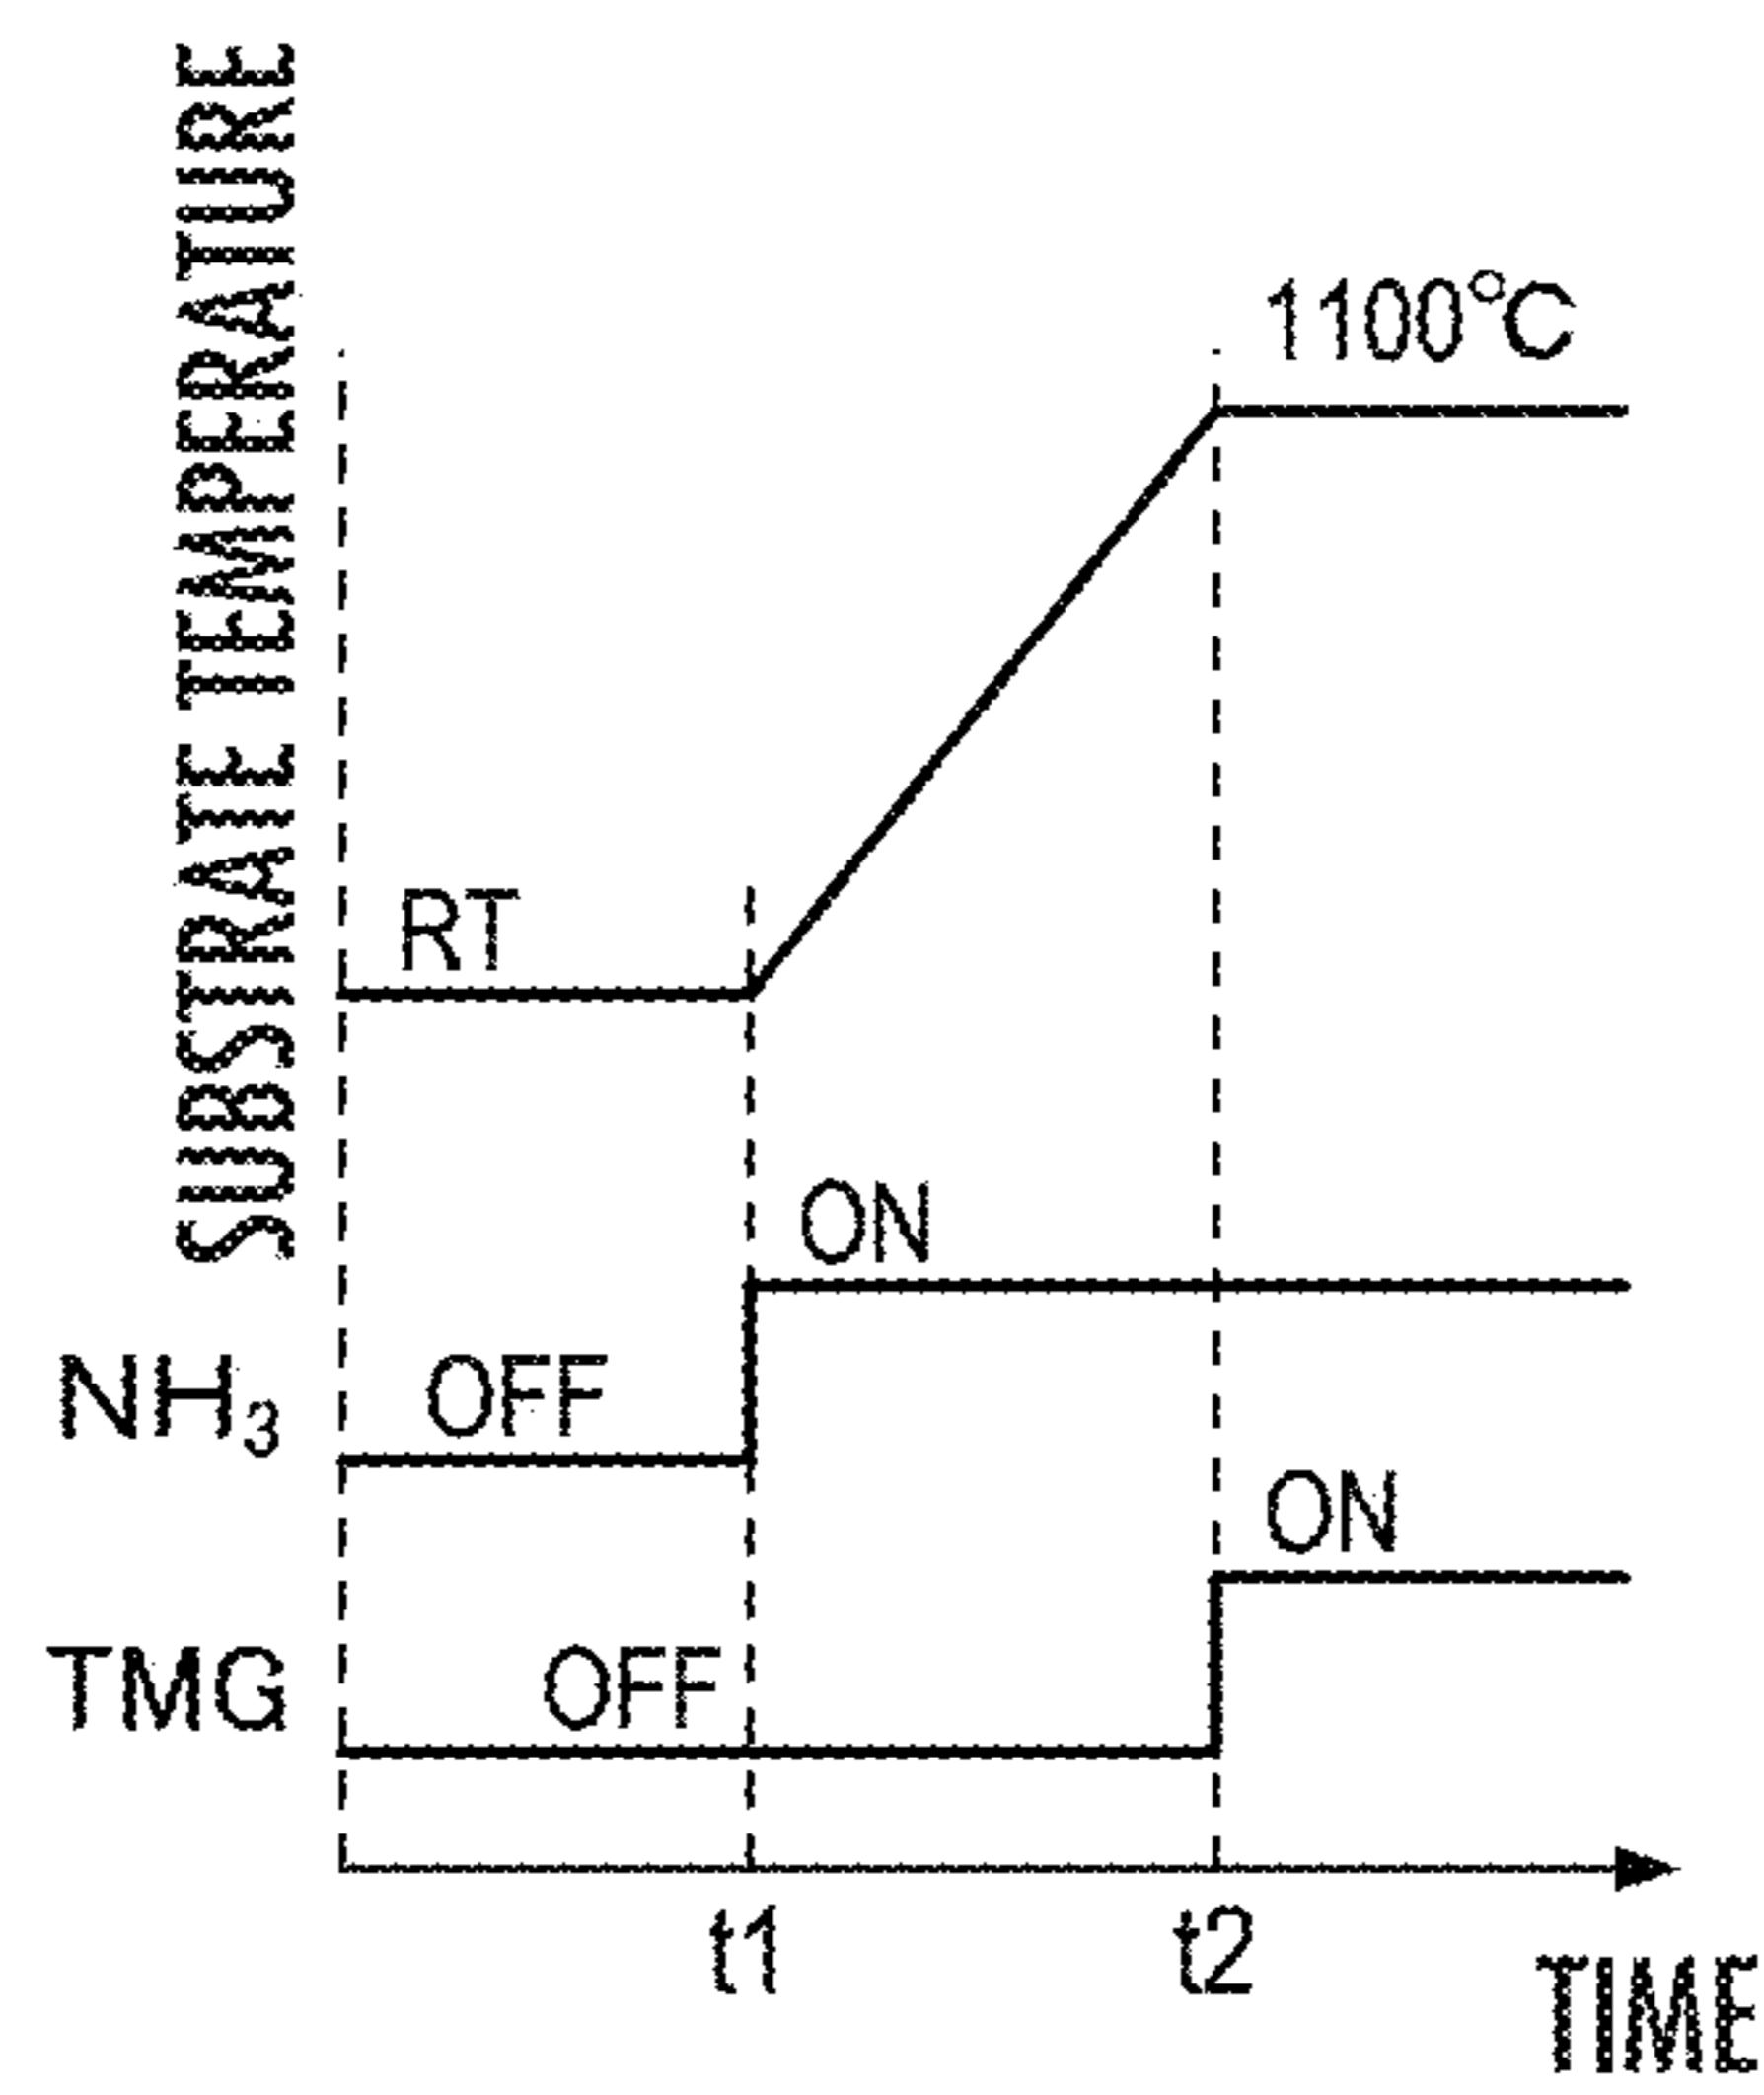 SUBSTRATE TEMPERATURE
1100°C
RT
ON
NH₃
OFF
ON
TMG
OFF
t1
t2
TIME